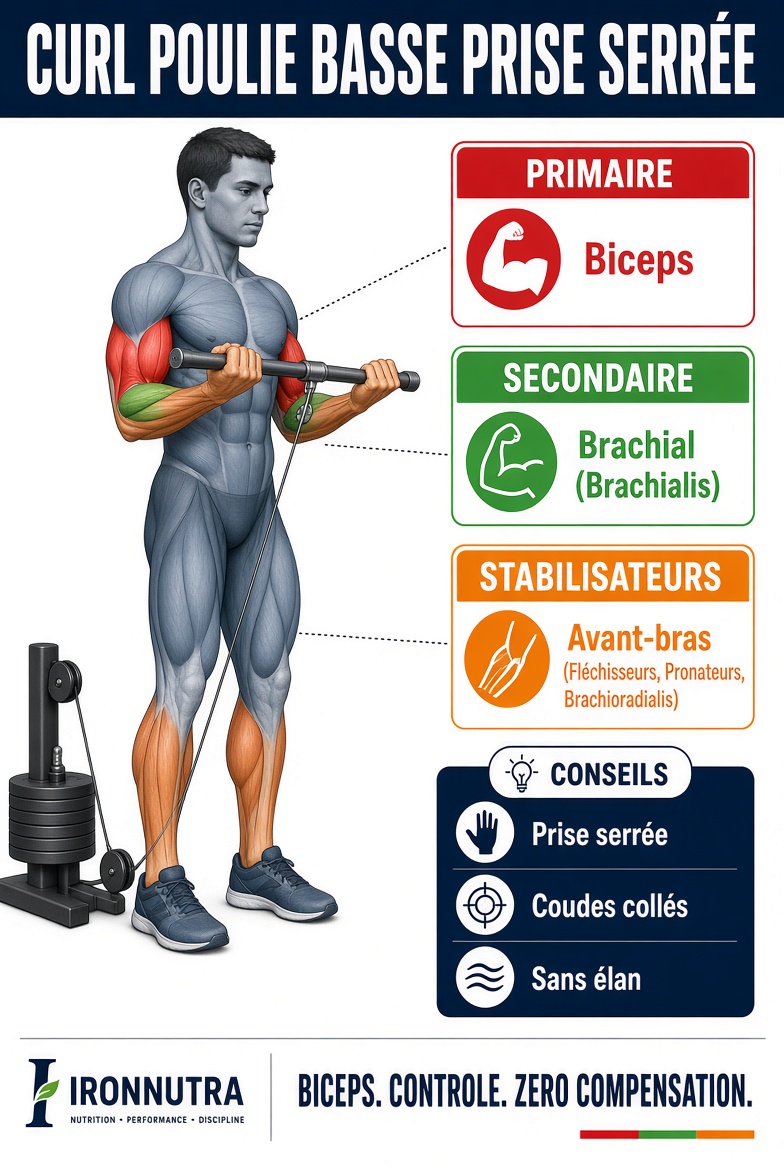 CURL POULIE BASSE PRISE SERRÉE
PRIMAIRE
Biceps
SECONDAIRE
Brachial
(Brachialis)
STABILISATEURS
Avant-bras
(Fléchisseurs, Pronateurs,
Brachioradialis)
CONSEILS
Prise serrée
Coudes collés
Sans élan
IRONNUTRA
NUTRITION • PERFORMANCE • DISCIPLINE
BICEPS. CONTROLE. ZERO COMPENSATION.